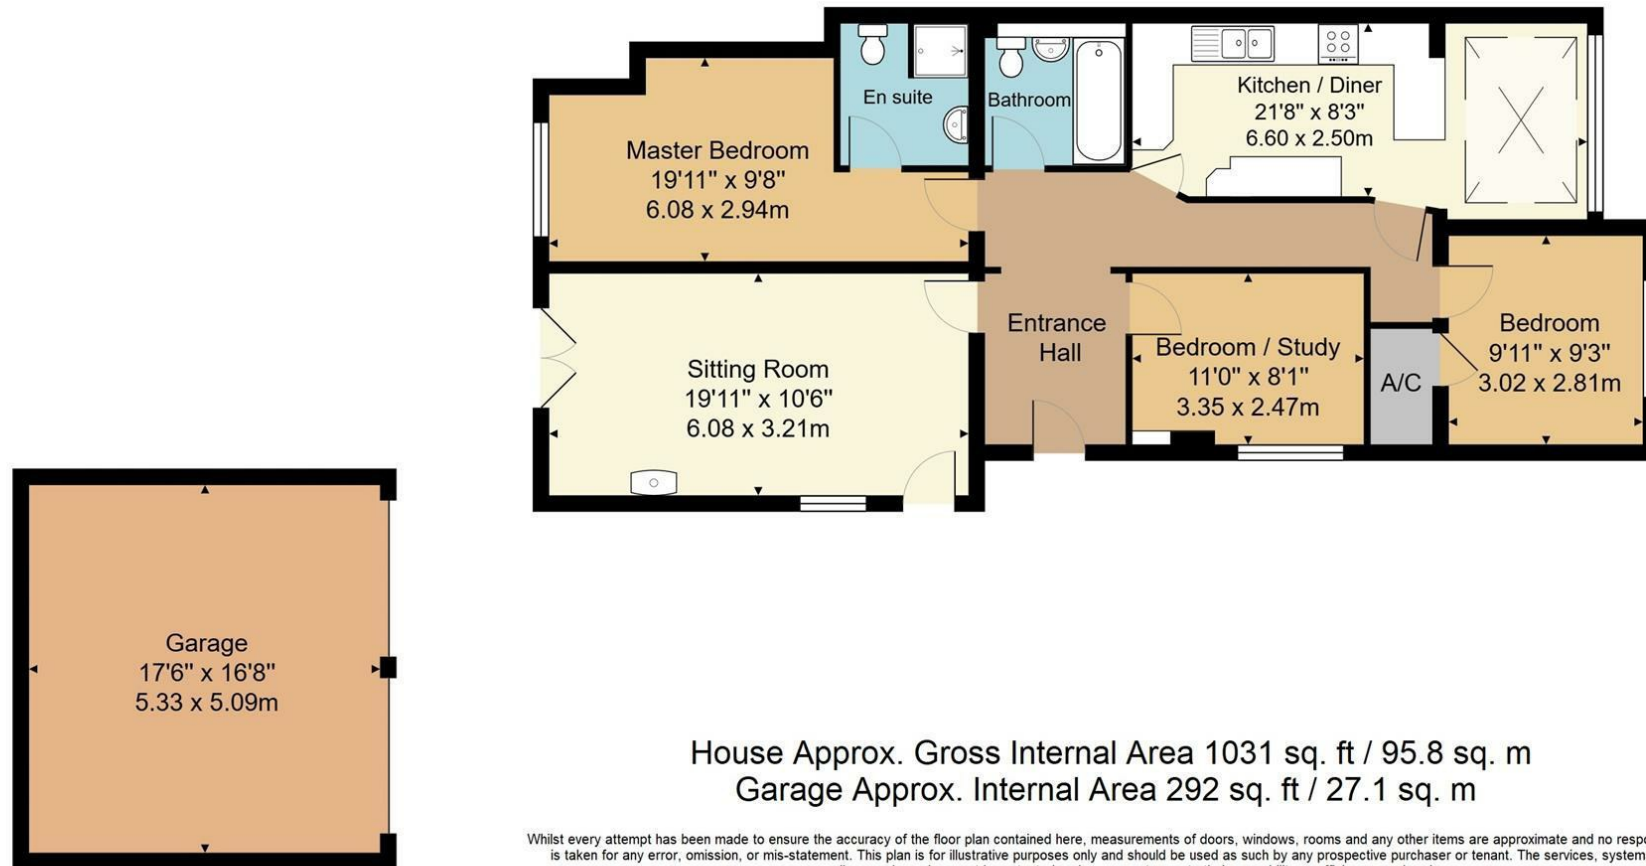 En suite
Bathroom
Kitchen / Diner
21'8" x 8'3"
6.60 x 2.50m
Master Bedroom
19'11" x 9'8"
6.08 x 2.94m
Sitting Room
19'11" x 10'6"
6.08 x 3.21m
Entrance
Hall
Bedroom / Study
11'0" x 8'1"
3.35 x 2.47m
A/C
Bedroom
9'11" x 9'3"
3.02 x 2.81m
Garage
17'6" x 16'8"
5.33 x 5.09m
House Approx. Gross Internal Area 1031 sq. ft / 95.8 sq. m
Garage Approx. Internal Area 292 sq. ft / 27.1 sq. m
Whilst every attempt has been made to ensure the accuracy of the floor plan contained here, measurements of doors, windows, rooms and any other items are approximate and no respo
is taken for any error, omission, or mis-statement. This plan is for illustrative purposes only and should be used as such by any prospective purchaser or tenant. The services, system